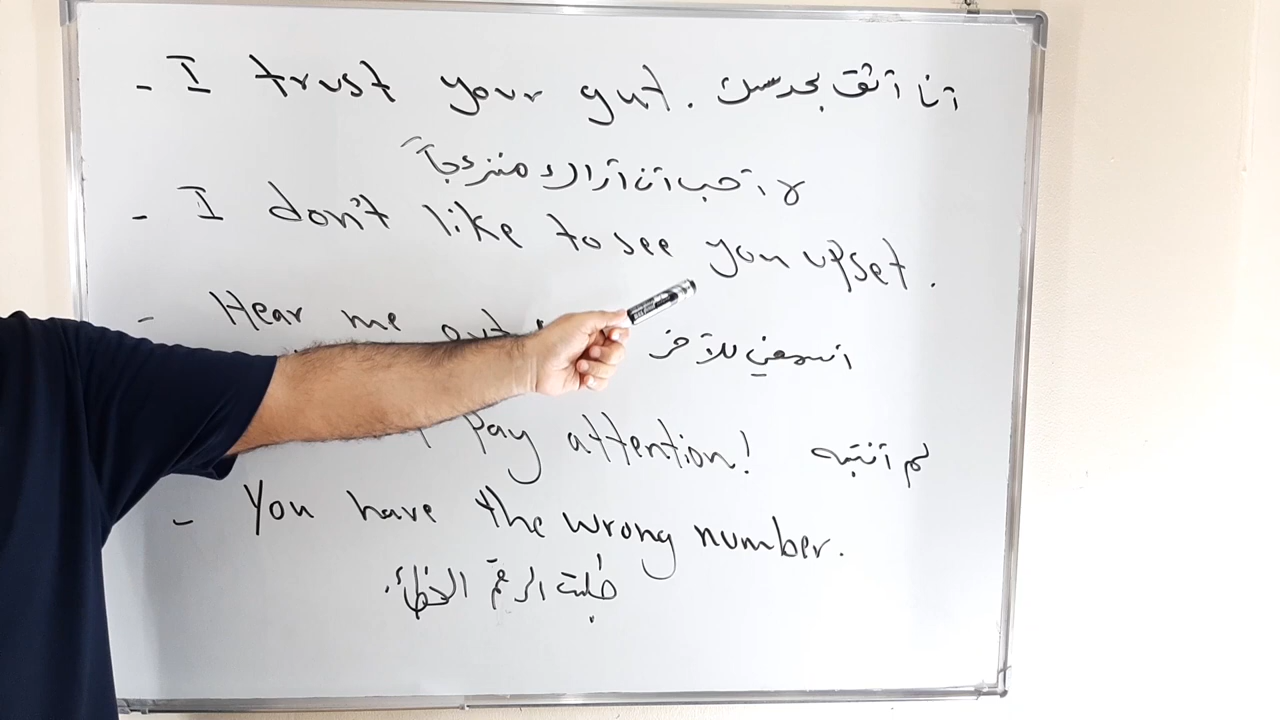 - I trust your gut. أنا أثق بحدسك
لا أحب أن أراك منزعجاً
- I don't like to see you upset.
- Hear me out اسمعني للآخر
pay attention! لم أنتبه
- You have the wrong number.
طلبت الرقم الخطأ.